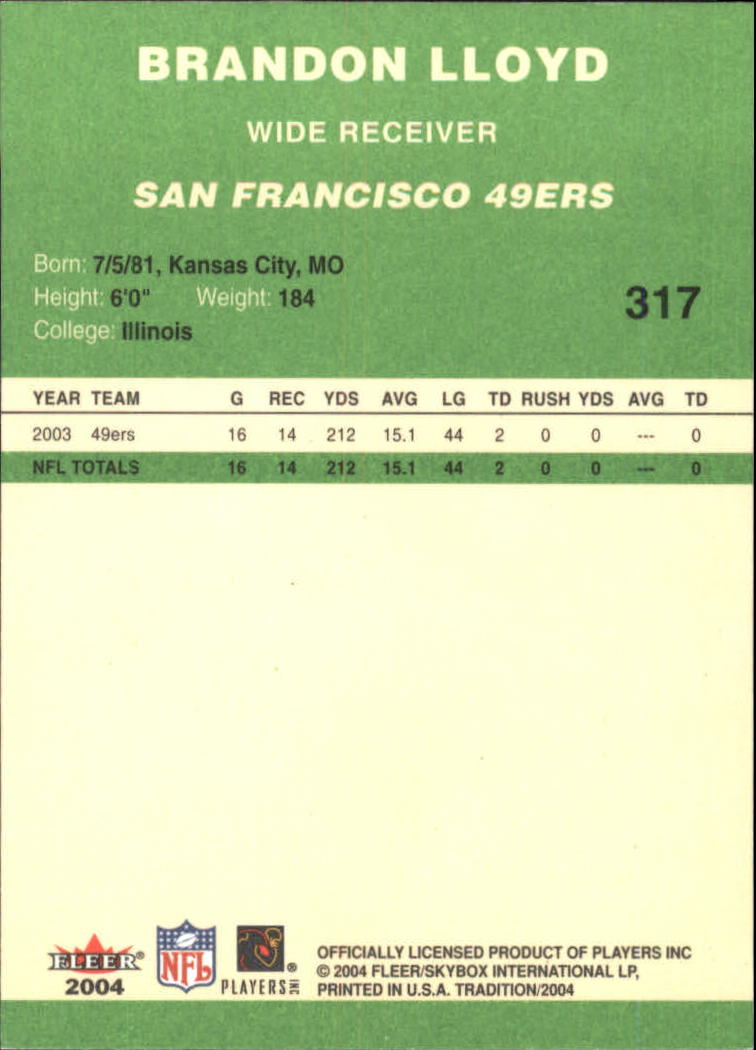 BRANDON LLOYD
WIDE RECEIVER
SAN FRANCISCO 49ERS
Born: 7/5/81, Kansas City, MO
Height: 6'0" Weight: 184
317
College: Illinois
YEAR TEAM G REC YDS AVG LG TD RUSH YDS AVG TD
2003 49ers 16 14 212 15.1 44 2 0 0 --- 0
NFL TOTALS 16 14 212 15.1 44 2 0 0 --- 0
FLEER®
2004
NFL
PLAYERS INC ®
OFFICIALLY LICENSED PRODUCT OF PLAYERS INC
© 2004 FLEER/SKYBOX INTERNATIONAL LP,
PRINTED IN U.S.A. TRADITION/2004